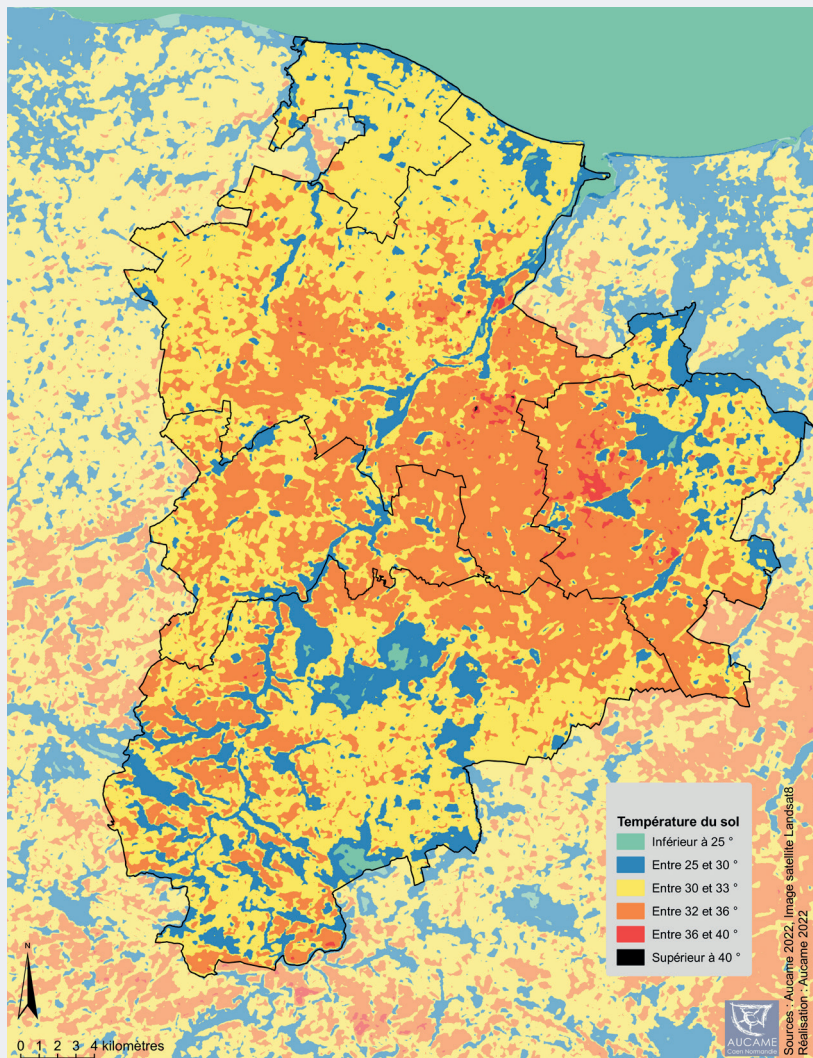 Température du sol
Inférieur à 25 °
Entre 25 et 30 °
Entre 30 et 33 °
Entre 32 et 36 °
Entre 36 et 40 °
Supérieur à 40 °
Sources : Aucame 2022, Image satellite Landsat8
Réalisation : Aucame 2022
N
0 1 2 3 4 kilomètres
AUCAME
Caen Normandie